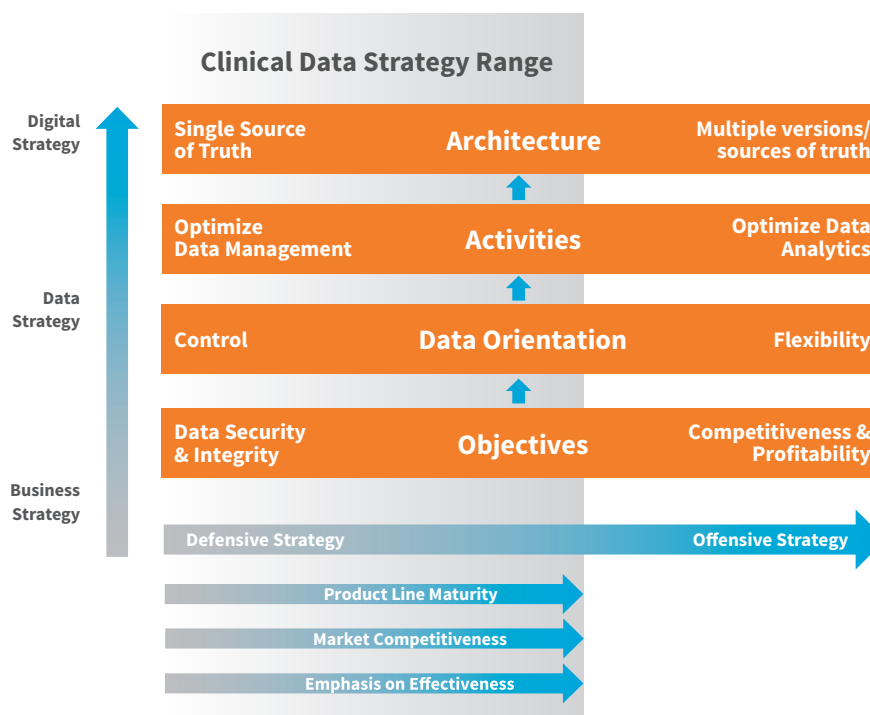 Clinical Data Strategy Range
Digital
Strategy
Single Source
of Truth
Architecture
Multiple versions/
sources of truth
Optimize
Data Management
Activities
Optimize Data
Analytics
Data
Strategy
Control
Data Orientation
Flexibility
Data Security
& Integrity
Objectives
Competitiveness &
Profitability
Business
Strategy
Defensive Strategy
Offensive Strategy
Product Line Maturity
Market Competitiveness
Emphasis on Effectiveness